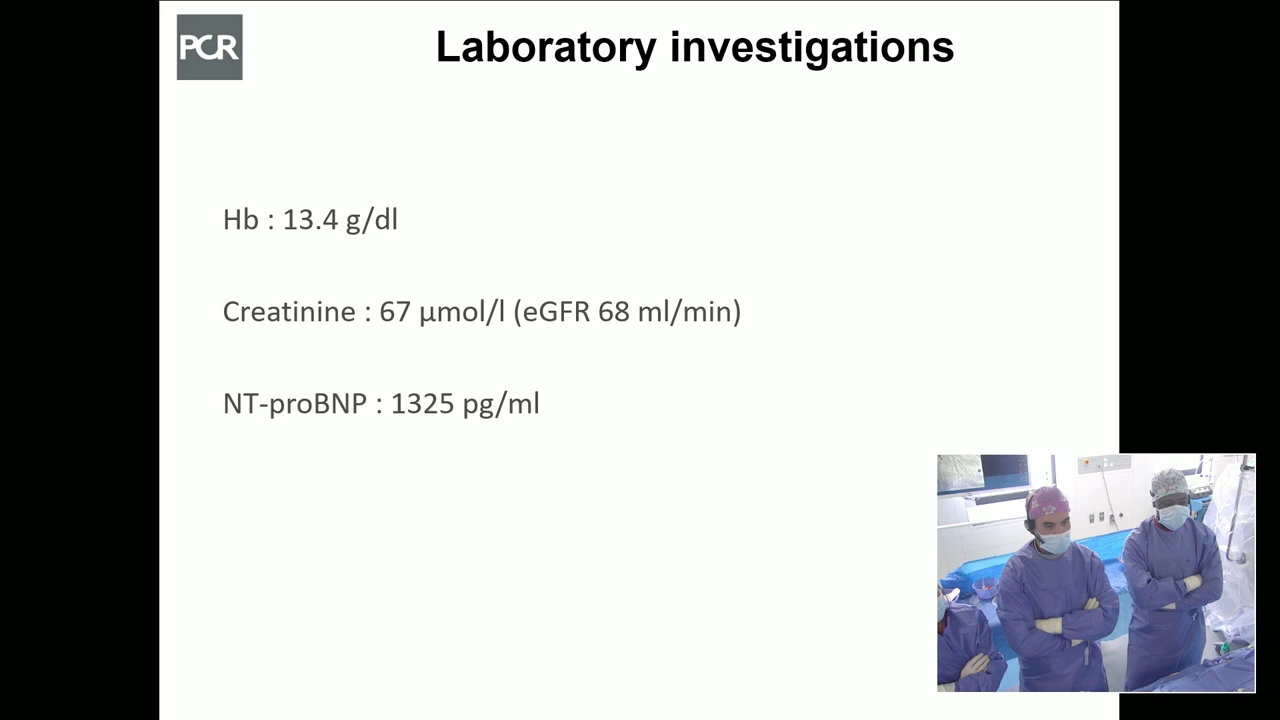 PCR
Laboratory investigations
Hb : 13.4 g/dl
Creatinine : 67 µmol/l (eGFR 68 ml/min)
NT-proBNP : 1325 pg/ml